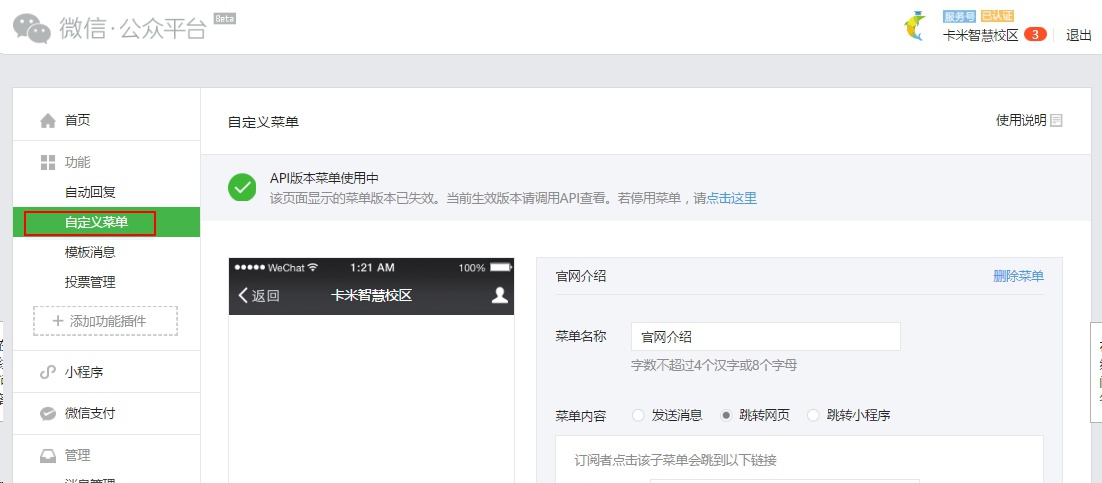 微信·公众平台 Beta
服务号 已认证
卡米智慧校区 3 退出
首页
功能
自动回复
自定义菜单
模板消息
投票管理
+ 添加功能插件
小程序
微信支付
管理
消息管理
自定义菜单
使用说明
API版本菜单使用中
该页面显示的菜单版本已失效。当前生效版本请调用API查看。若停用菜单，请点击这里
WeChat 1:21 AM 100%
返回 卡米智慧校区
官网介绍 删除菜单
菜单名称 官网介绍
字数不超过4个汉字或8个字母
菜单内容 发送消息 跳转网页 跳转小程序
订阅者点击该子菜单会跳到以下链接